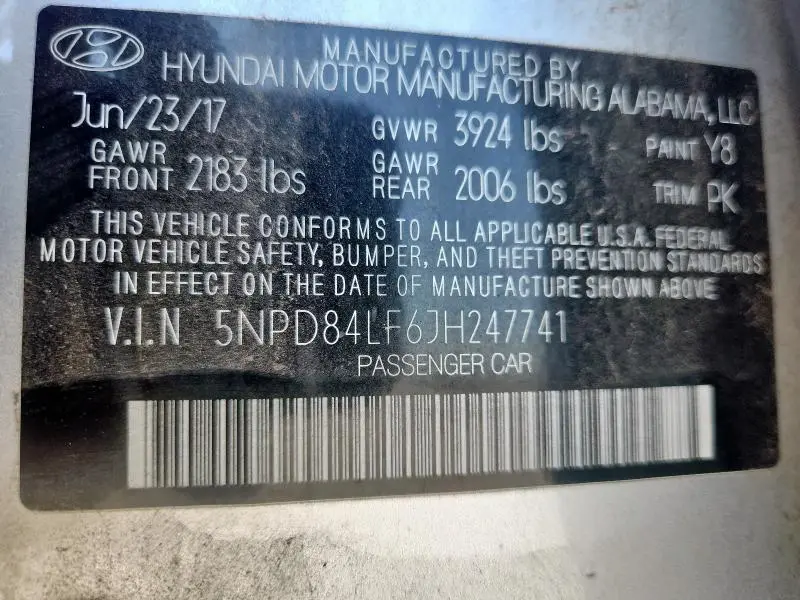 MANUFACTURED BY
HYUNDAI MOTOR MANUFACTURING ALABAMA, LLC
Jun/23/17 GVWR 3924 lbs PAINT Y8
GAWR FRONT 2183 lbs GAWR REAR 2006 lbs TRIM PK
THIS VEHICLE CONFORMS TO ALL APPLICABLE U.S.A. FEDERAL
MOTOR VEHICLE SAFETY, BUMPER, AND THEFT PREVENTION STANDARDS
IN EFFECT ON THE DATE OF MANUFACTURE SHOWN ABOVE
V.I.N 5NPD84LF6JH247741
PASSENGER CAR